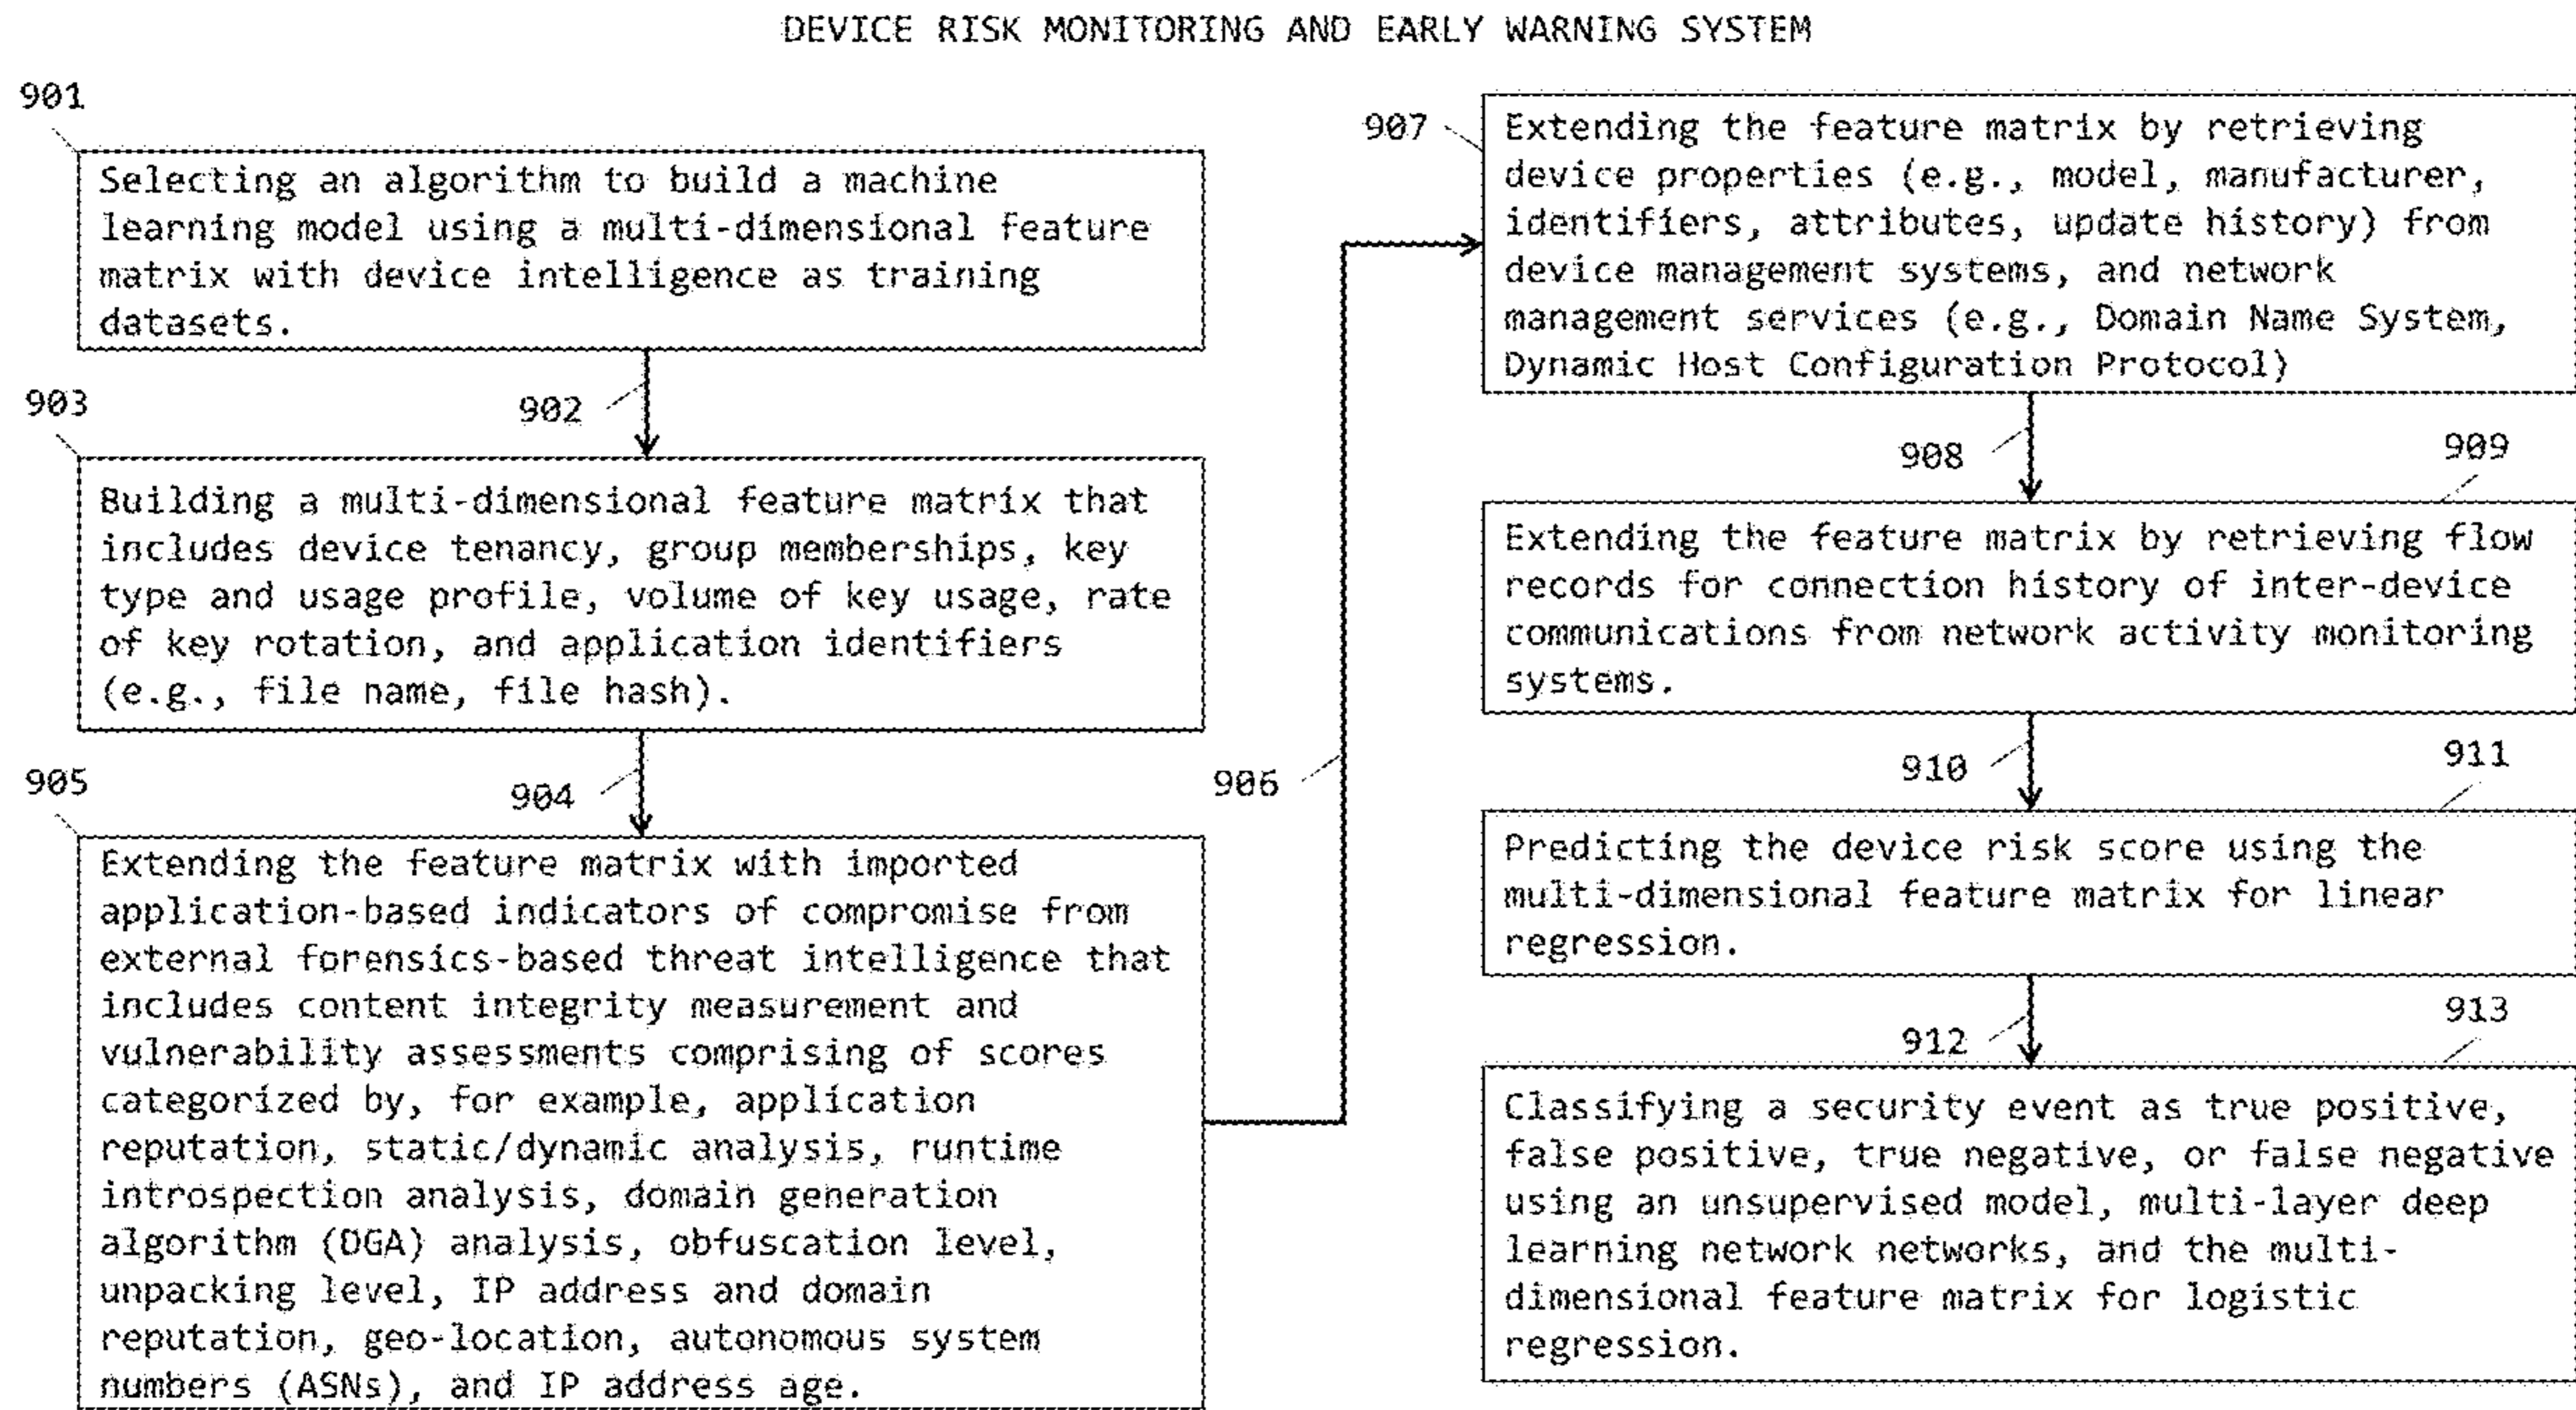 DEVICE RISK MONITORING AND EARLY WARNING SYSTEM
901
Selecting an algorithm to build a machine
learning model using a multi-dimensional feature
matrix with device intelligence as training
datasets.
902
903
Building a multi-dimensional feature matrix that
includes device tenancy, group memberships, key
type and usage profile, volume of key usage, rate
of key rotation, and application identifiers
(e.g., file name, file hash).
904
905
Extending the feature matrix with imported
application-based indicators of compromise from
external forensics-based threat intelligence that
includes content integrity measurement and
vulnerability assessments comprising of scores
categorized by, for example, application
reputation, static/dynamic analysis, runtime
introspection analysis, domain generation
algorithm (DGA) analysis, obfuscation level,
unpacking level, IP address and domain
reputation, geo-location, autonomous system
numbers (ASNs), and IP address age.
906
907
Extending the feature matrix by retrieving
device properties (e.g., model, manufacturer,
identifiers, attributes, update history) from
device management systems, and network
management services (e.g., Domain Name System,
Dynamic Host Configuration Protocol)
908
909
Extending the feature matrix by retrieving flow
records for connection history of inter-device
communications from network activity monitoring
systems.
910
911
Predicting the device risk score using the
multi-dimensional feature matrix for linear
regression.
912
913
Classifying a security event as true positive,
false positive, true negative, or false negative
using an unsupervised model, multi-layer deep
learning network networks, and the multi-
dimensional feature matrix for logistic
regression.